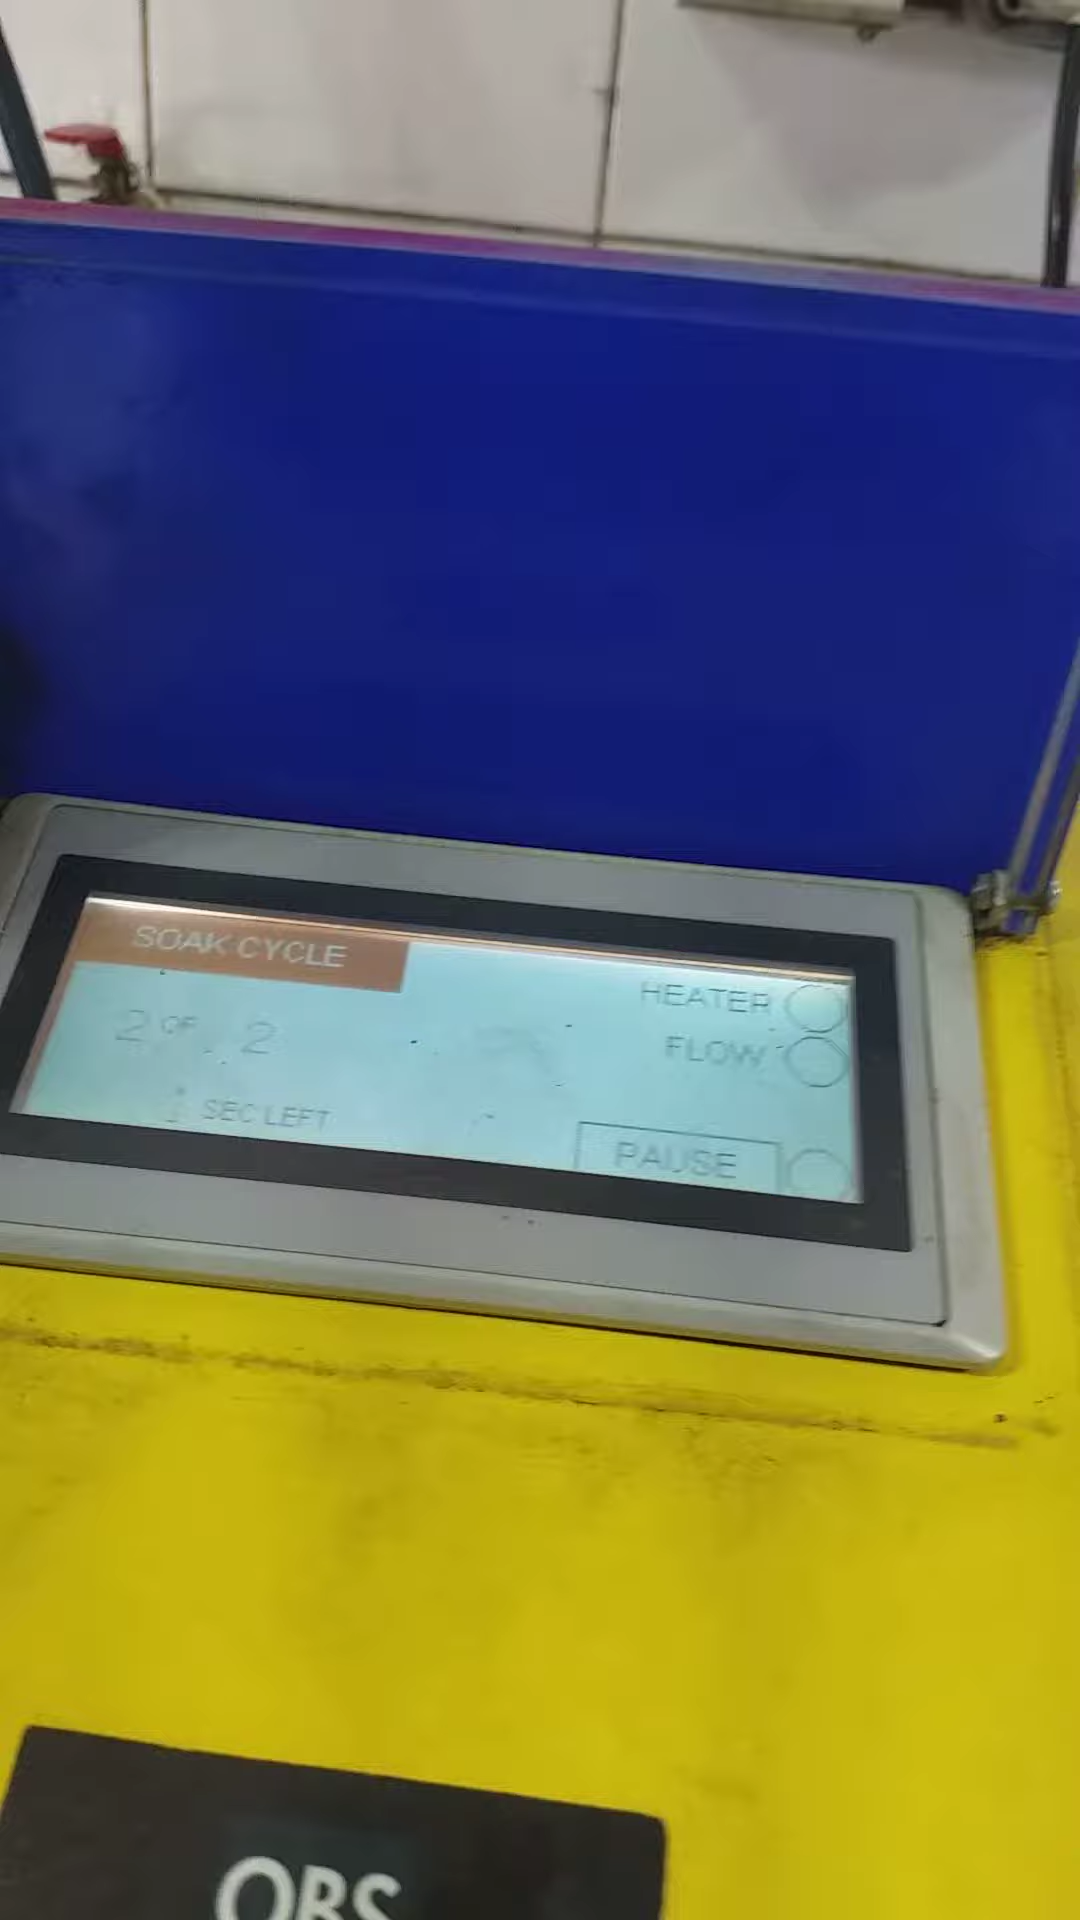 SOAK CYCLE
HEATER
2 OF 2
FLOW
SEC LEFT
PAUSE
OBS